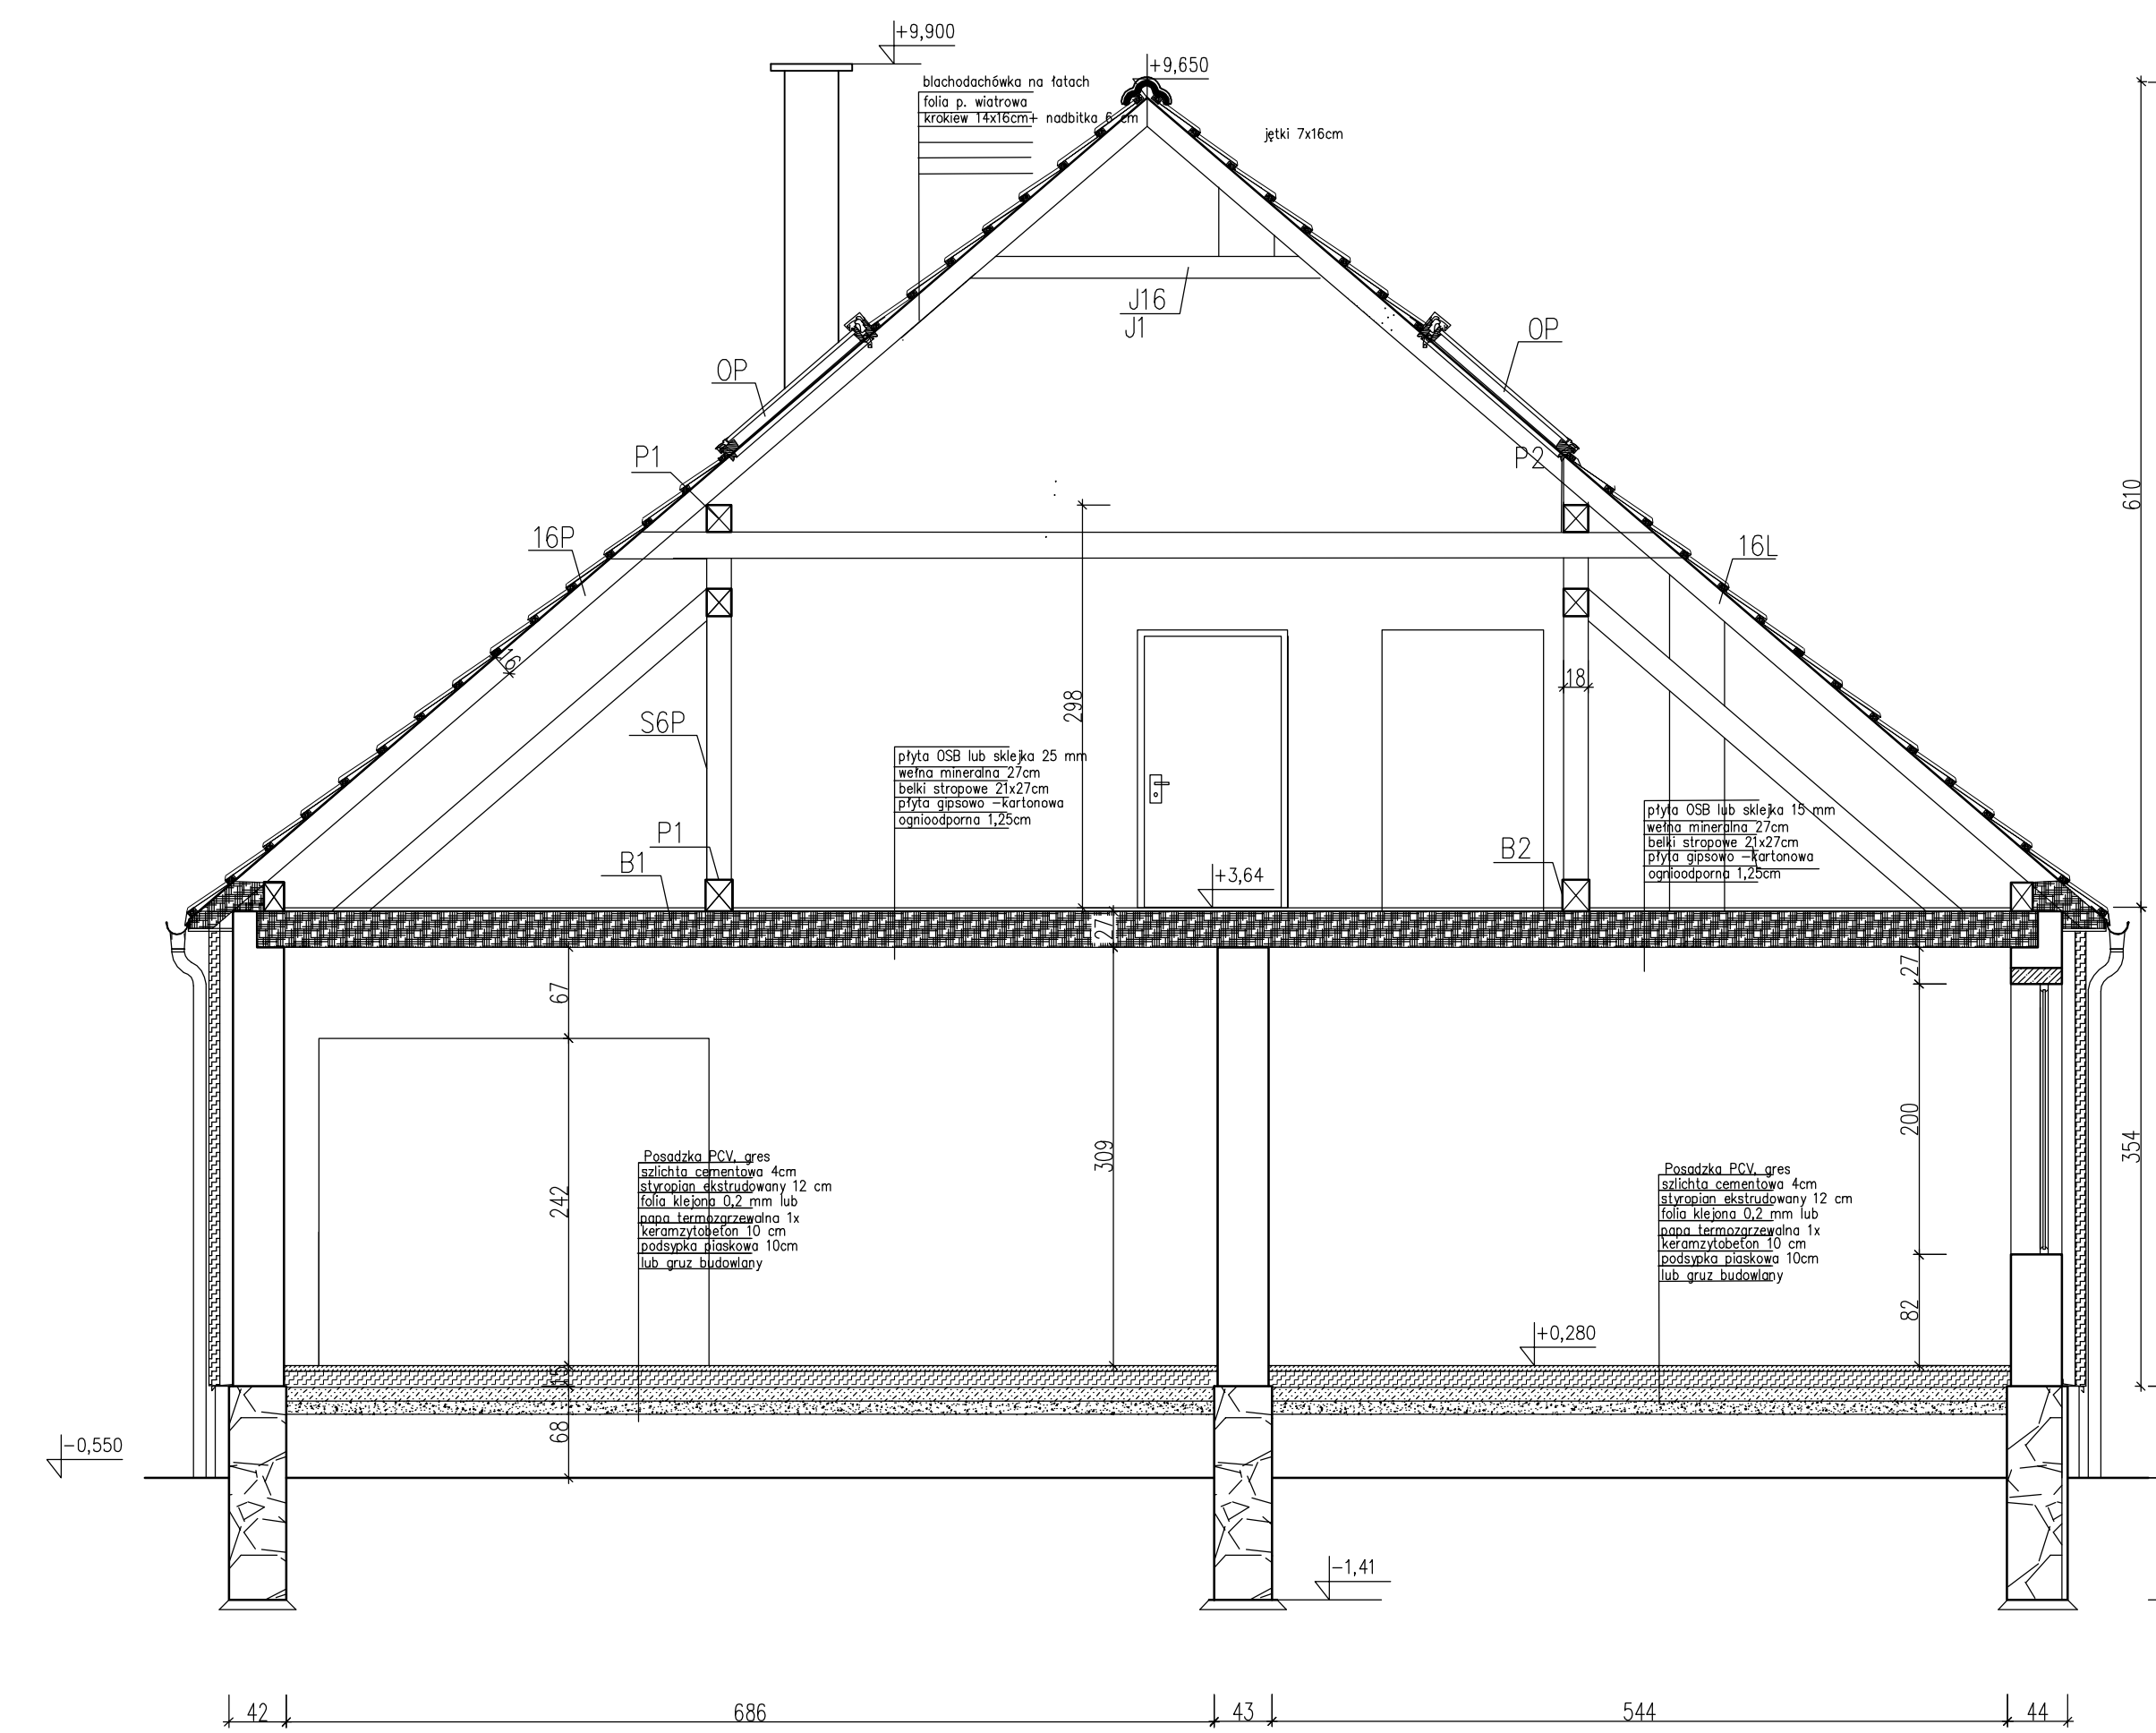 +9,900
+9,650
blachodachówka na łatach
folia p. wiatrowa
krokiew 14x16cm+ nadbitka 6 cm
jętki 7x16cm
J16
J1
OP
OP
P1
P2
16P
16L
610
16
18
298
S6P
płyta OSB lub sklejka 25 mm
wełna mineralna 27cm
belki stropowe 21x27cm
płyta gipsowo -kartonowa
ognioodporna 1,25cm
płyta OSB lub sklejka 15 mm
wełna mineralna 27cm
belki stropowe 21x27cm
płyta gipsowo -kartonowa
ognioodporna 1,25cm
P1
B1
B2
+3,64
27
67
27
309
200
354
242
82
Posadzka PCV, gres
szlichta cementowa 4cm
styropian ekstrudowany 12 cm
folia klejona 0,2 mm lub
papa termozgrzewalna 1x
keramzytobeton 10 cm
podsypka piaskowa 10cm
lub gruz budowlany
Posadzka PCV, gres
szlichta cementowa 4cm
styropian ekstrudowany 12 cm
folia klejona 0,2 mm lub
papa termozgrzewalna 1x
keramzytobeton 10 cm
podsypka piaskowa 10cm
lub gruz budowlany
+0,280
15
68
-0,550
-1,41
42
686
43
544
44